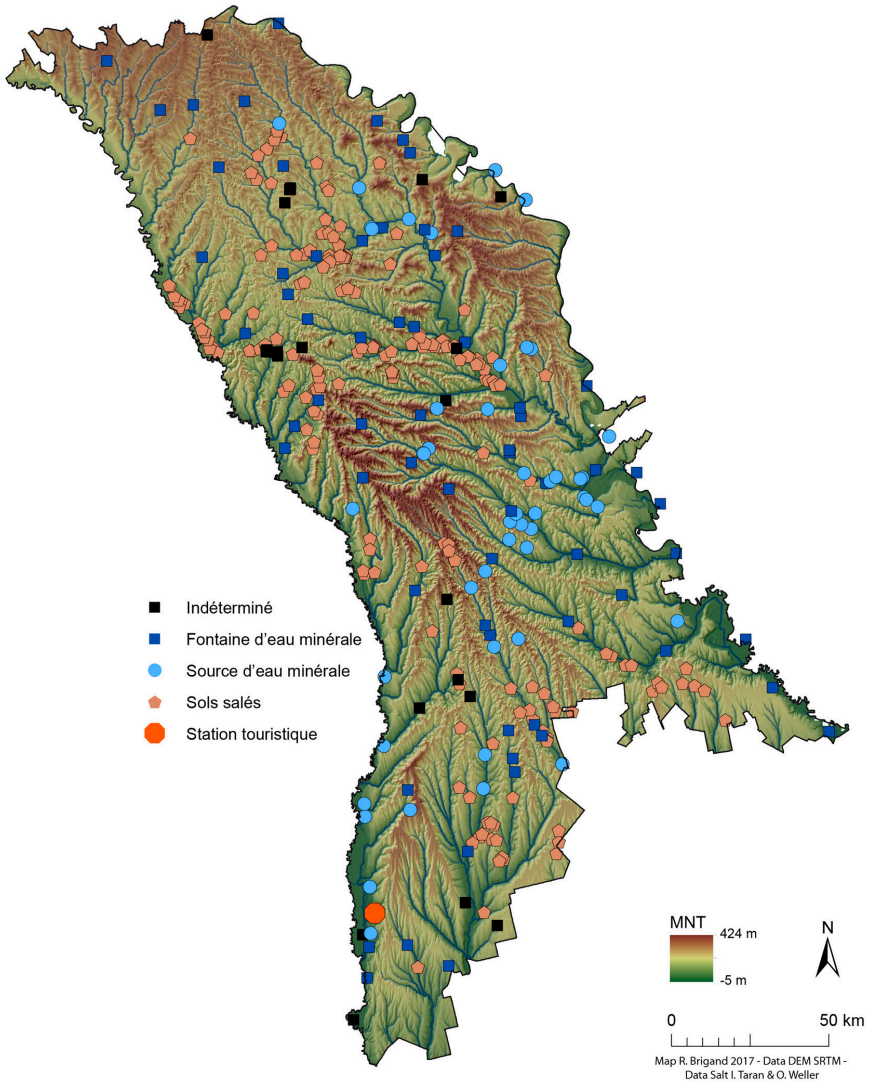 Indéterminé
Fontaine d'eau minérale
Source d'eau minérale
Sols salés
Station touristique
MNT
424 m
-5 m
N
0 50 km
Map R. Brigand 2017 - Data DEM SRTM -
Data Salt I. Taran & O. Weller